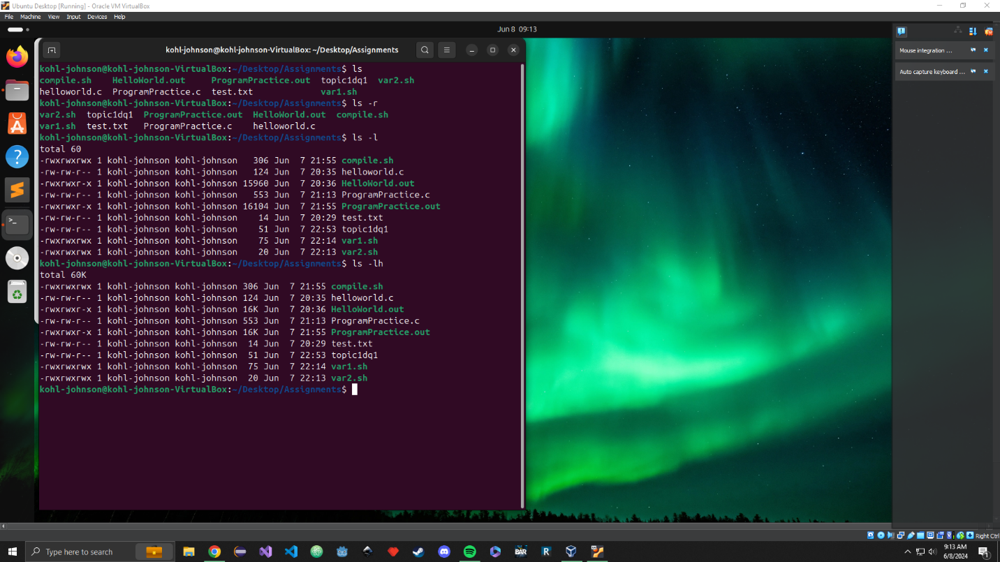 Ubuntu Desktop [Running] - Oracle VM VirtualBox
File Machine View Input Devices Help
Jun 8 09:13
kohl-johnson@kohl-johnson-VirtualBox: ~/Desktop/Assignments
Mouse integration ...
Auto capture keyboard ...
kohl-johnson@kohl-johnson-VirtualBox:~/Desktop/Assignments$ ls
compile.sh HelloWorld.out ProgramPractice.out topic1dq1 var2.sh
helloworld.c ProgramPractice.c test.txt var1.sh
kohl-johnson@kohl-johnson-VirtualBox:~/Desktop/Assignments$ ls -r
var2.sh topic1dq1 ProgramPractice.out HelloWorld.out compile.sh
var1.sh test.txt ProgramPractice.c helloworld.c
kohl-johnson@kohl-johnson-VirtualBox:~/Desktop/Assignments$ ls -l
total 60
-rwxrwxrwx 1 kohl-johnson kohl-johnson 306 Jun 7 21:55 compile.sh
-rw-rw-r-- 1 kohl-johnson kohl-johnson 124 Jun 7 20:35 helloworld.c
-rwxrwxr-x 1 kohl-johnson kohl-johnson 15960 Jun 7 20:36 HelloWorld.out
-rw-rw-r-- 1 kohl-johnson kohl-johnson 553 Jun 7 21:13 ProgramPractice.c
-rwxrwxr-x 1 kohl-johnson kohl-johnson 16104 Jun 7 21:55 ProgramPractice.out
-rw-rw-r-- 1 kohl-johnson kohl-johnson 14 Jun 7 20:29 test.txt
-rw-rw-r-- 1 kohl-johnson kohl-johnson 51 Jun 7 22:53 topic1dq1
-rwxrwxrwx 1 kohl-johnson kohl-johnson 75 Jun 7 22:14 var1.sh
-rwxrwxrwx 1 kohl-johnson kohl-johnson 20 Jun 7 22:13 var2.sh
kohl-johnson@kohl-johnson-VirtualBox:~/Desktop/Assignments$ ls -lh
total 60K
-rwxrwxrwx 1 kohl-johnson kohl-johnson 306 Jun 7 21:55 compile.sh
-rw-rw-r-- 1 kohl-johnson kohl-johnson 124 Jun 7 20:35 helloworld.c
-rwxrwxr-x 1 kohl-johnson kohl-johnson 16K Jun 7 20:36 HelloWorld.out
-rw-rw-r-- 1 kohl-johnson kohl-johnson 553 Jun 7 21:13 ProgramPractice.c
-rwxrwxr-x 1 kohl-johnson kohl-johnson 16K Jun 7 21:55 ProgramPractice.out
-rw-rw-r-- 1 kohl-johnson kohl-johnson 14 Jun 7 20:29 test.txt
-rw-rw-r-- 1 kohl-johnson kohl-johnson 51 Jun 7 22:53 topic1dq1
-rwxrwxrwx 1 kohl-johnson kohl-johnson 75 Jun 7 22:14 var1.sh
-rwxrwxrwx 1 kohl-johnson kohl-johnson 20 Jun 7 22:13 var2.sh
kohl-johnson@kohl-johnson-VirtualBox:~/Desktop/Assignments$
Right Ctrl
Type here to search
BAR
R
9:13 AM
6/8/2024
1